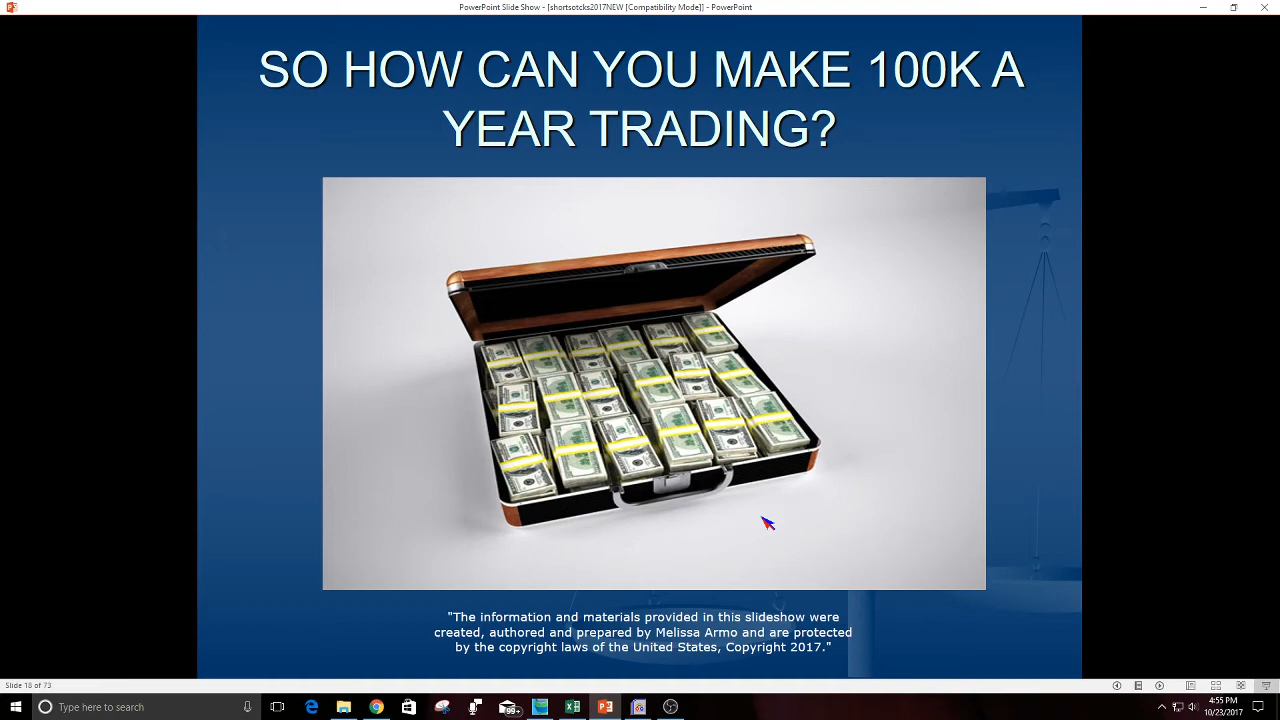 PowerPoint Slide Show - [shortsotcks2017NEW [Compatibility Mode]] - PowerPoint
SO HOW CAN YOU MAKE 100K A
YEAR TRADING?
"The information and materials provided in this slideshow were
created, authored and prepared by Melissa Armo and are protected
by the copyright laws of the United States, Copyright 2017."
Slide 18 of 73
Type here to search
99+
4:55 PM
10/23/2017